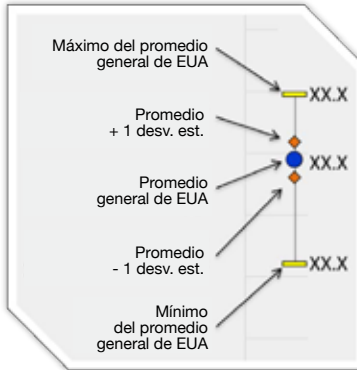 Máximo del promedio
general de EUA
XX.X
Promedio
+ 1 desv. est.
XX.X
Promedio
general de EUA
Promedio
- 1 desv. est.
XX.X
Mínimo
del promedio
general de EUA